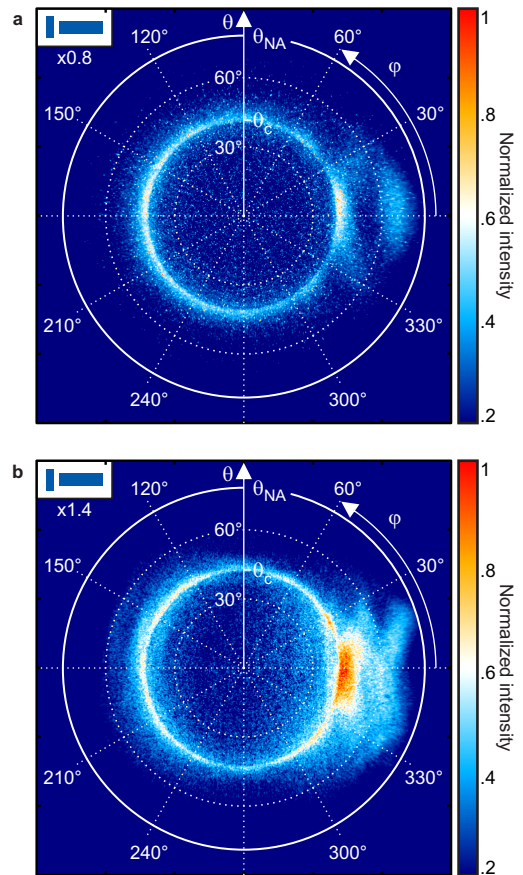 a
x0.8
120°
θ
θNA
60°
φ
150°
60°
30°
θc
30°
210°
330°
240°
300°
1
.8
.6
.4
.2
Normalized intensity
b
x1.4
120°
θ
θNA
60°
φ
150°
60°
30°
θc
30°
210°
330°
240°
300°
1
.8
.6
.4
.2
Normalized intensity